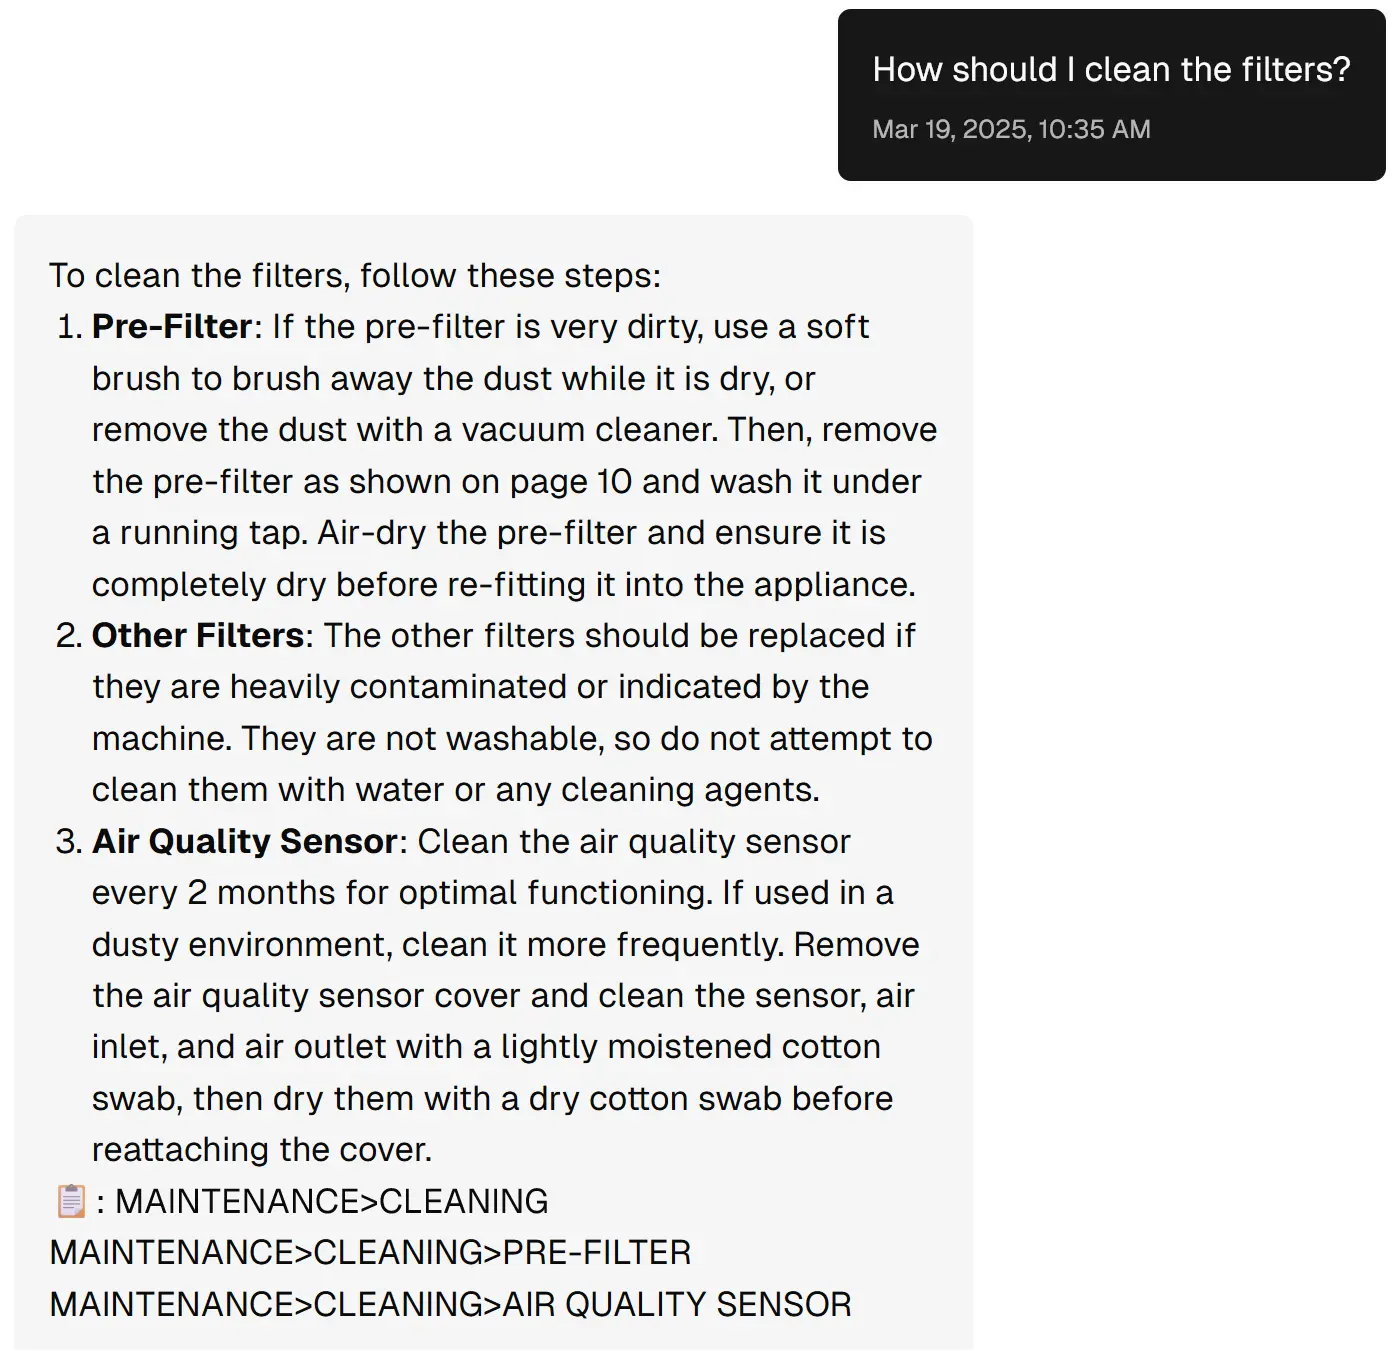 How should I clean the filters?
Mar 19, 2025, 10:35 AM
To clean the filters, follow these steps:
1. Pre-Filter: If the pre-filter is very dirty, use a soft
brush to brush away the dust while it is dry, or
remove the dust with a vacuum cleaner. Then, remove
the pre-filter as shown on page 10 and wash it under
a running tap. Air-dry the pre-filter and ensure it is
completely dry before re-fitting it into the appliance.
2. Other Filters: The other filters should be replaced if
they are heavily contaminated or indicated by the
machine. They are not washable, so do not attempt to
clean them with water or any cleaning agents.
3. Air Quality Sensor: Clean the air quality sensor
every 2 months for optimal functioning. If used in a
dusty environment, clean it more frequently. Remove
the air quality sensor cover and clean the sensor, air
inlet, and air outlet with a lightly moistened cotton
swab, then dry them with a dry cotton swab before
reattaching the cover.
📋 : MAINTENANCE>CLEANING
MAINTENANCE>CLEANING>PRE-FILTER
MAINTENANCE>CLEANING>AIR QUALITY SENSOR